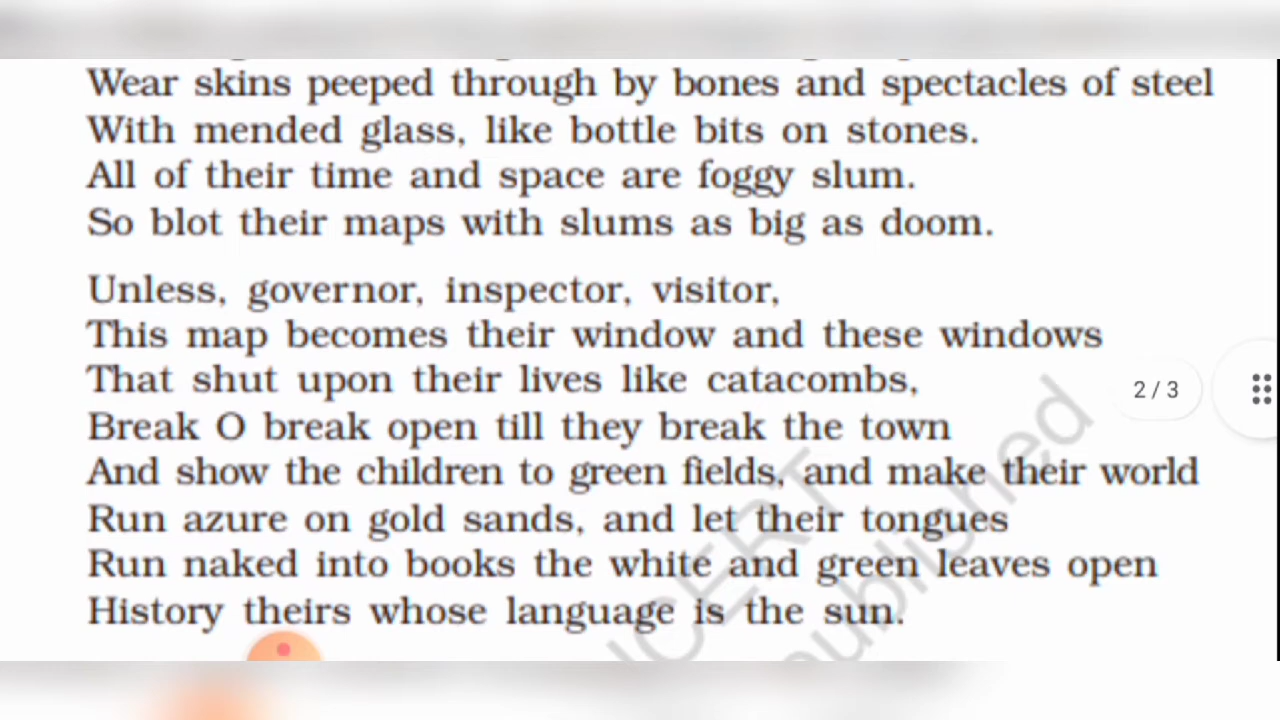 Wear skins peeped through by bones and spectacles of steel
With mended glass, like bottle bits on stones.
All of their time and space are foggy slum.
So blot their maps with slums as big as doom.
Unless, governor, inspector, visitor,
This map becomes their window and these windows
That shut upon their lives like catacombs,
2 / 3
Break O break open till they break the town
And show the children to green fields, and make their world
Run azure on gold sands, and let their tongues
Run naked into books the white and green leaves open
History theirs whose language is the sun.
NCERT
published